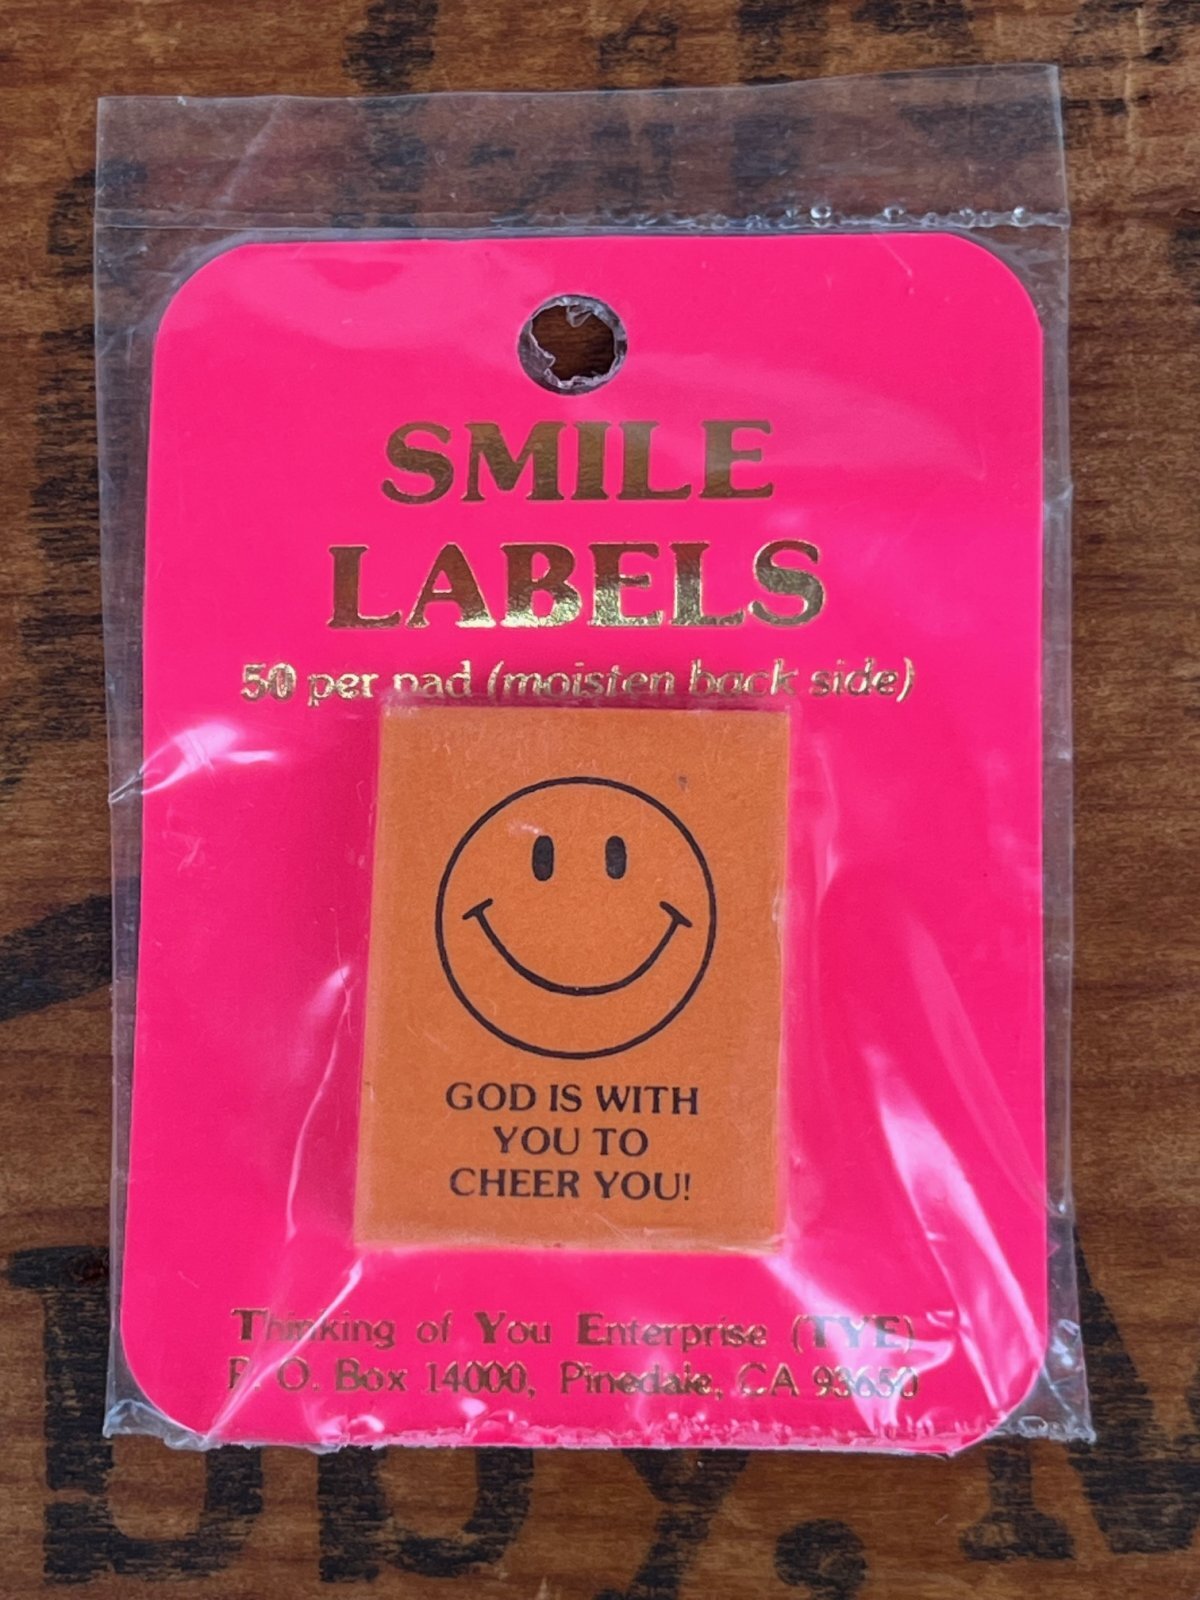 SMILE
LABELS
50 per pad (moisten back side)
GOD IS WITH
YOU TO
CHEER YOU!
Thinking of You Enterprise (TYE)
P. O. Box 14000, Pinedale, CA 93650